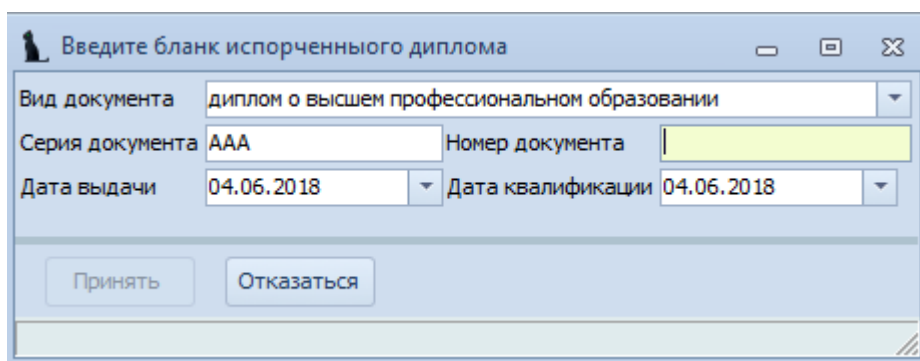 Введите бланк испорченныого диплома
Вид документа диплом о высшем профессиональном образовании
Серия документа ААА Номер документа
Дата выдачи 04.06.2018 Дата квалификации 04.06.2018
Принять Отказаться